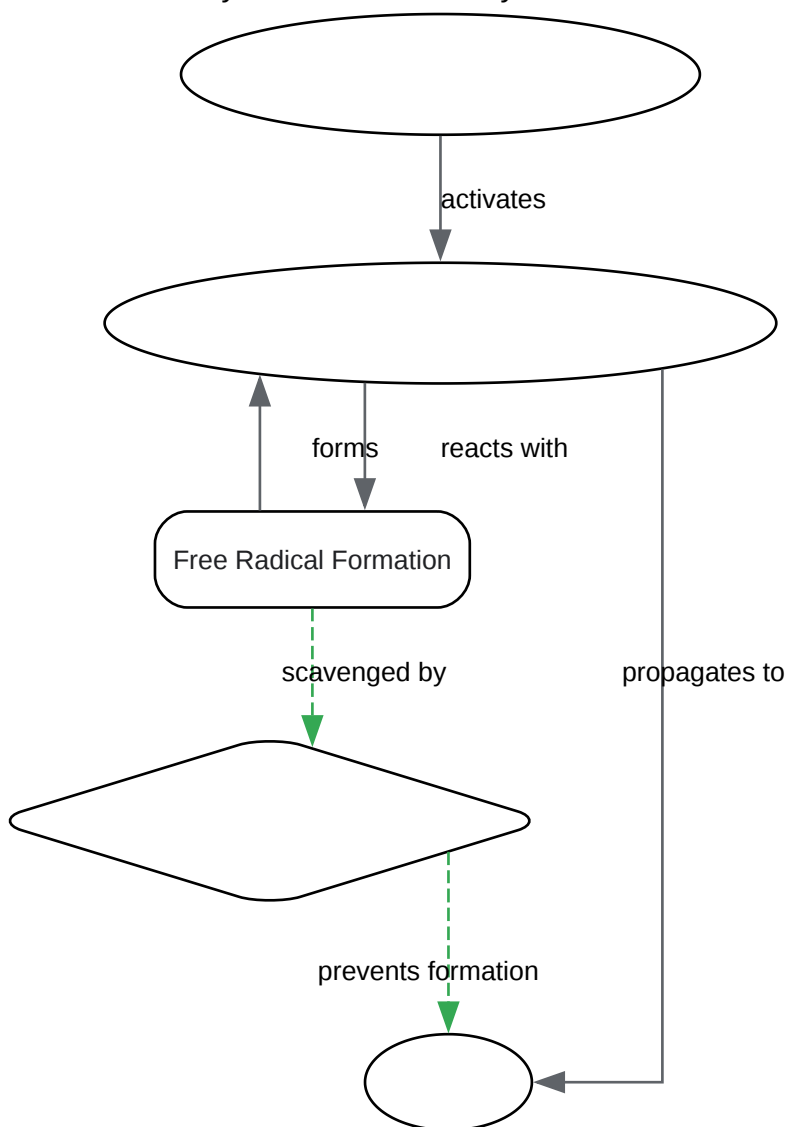 activates
forms
reacts with
Free Radical Formation
scavenged by
propagates to
prevents formation